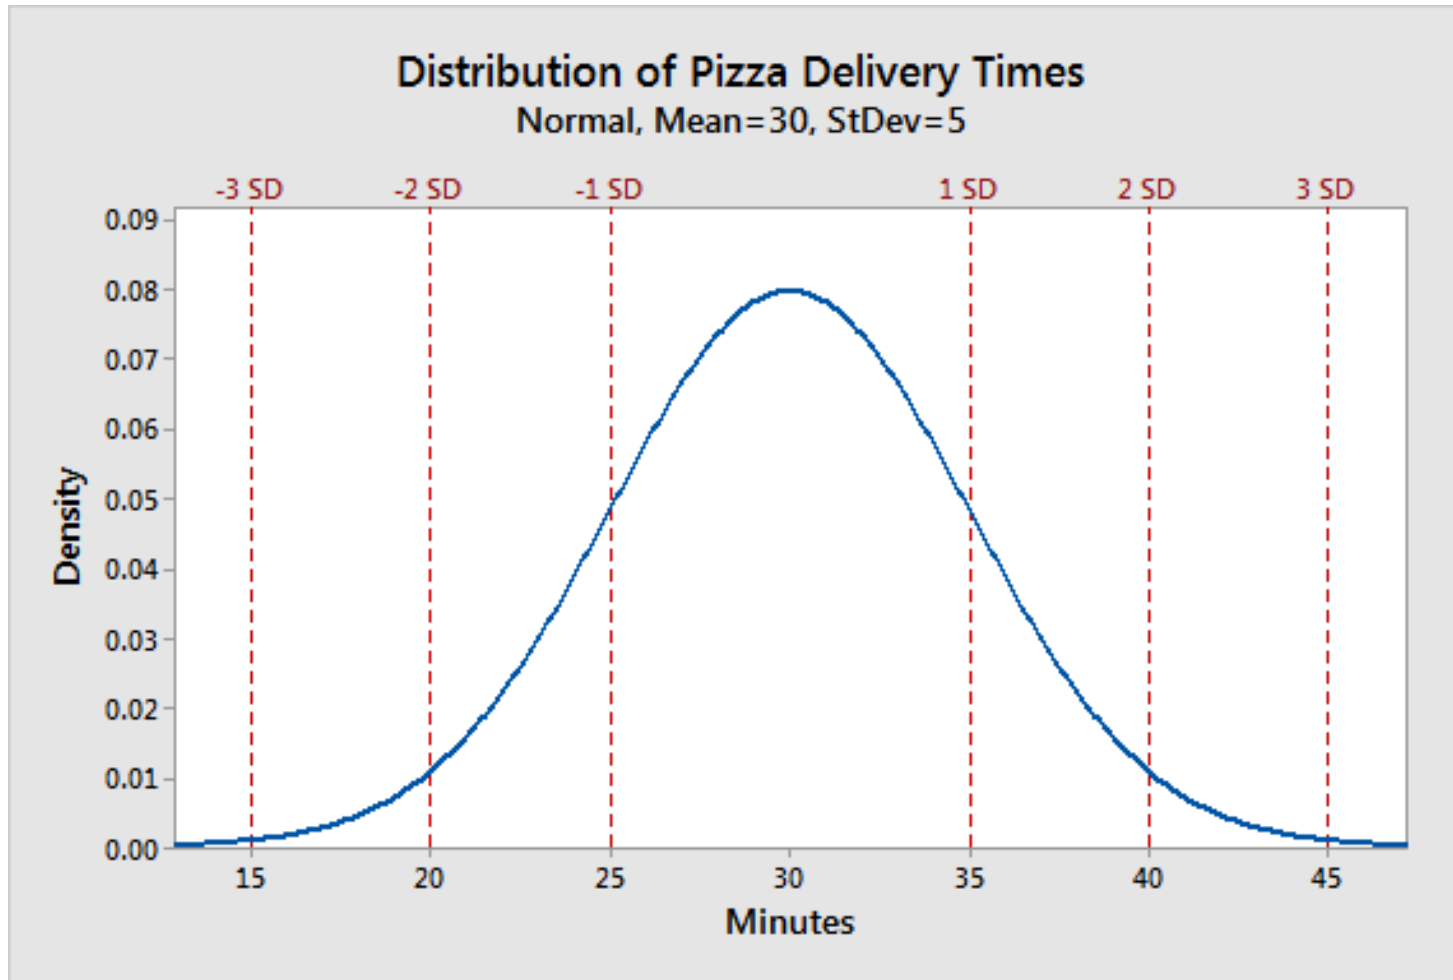 Distribution of Pizza Delivery Times
Normal, Mean=30, StDev=5
-3 SD -2 SD -1 SD 1 SD 2 SD 3 SD
0.09
0.08
0.07
0.06
0.05
0.04
0.03
0.02
0.01
0.00
Density
15 20 25 30 35 40 45
Minutes